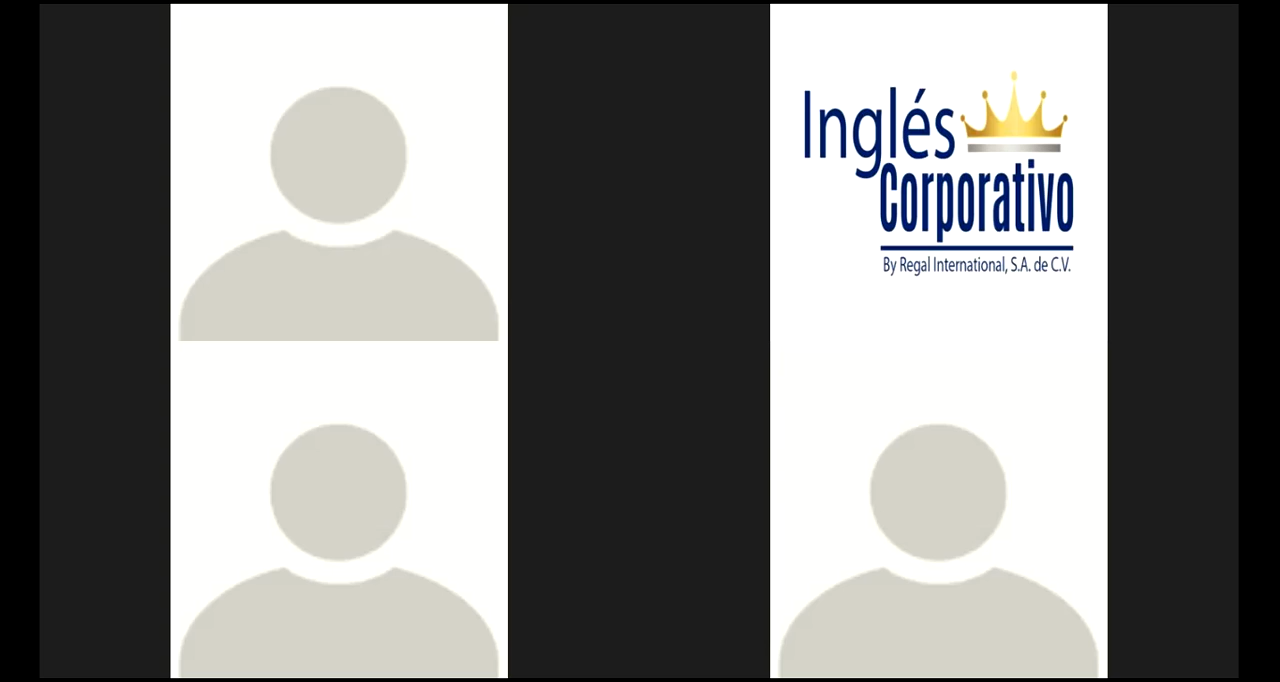 Inglés
Corporativo
By Regal International, S.A. de C.V.